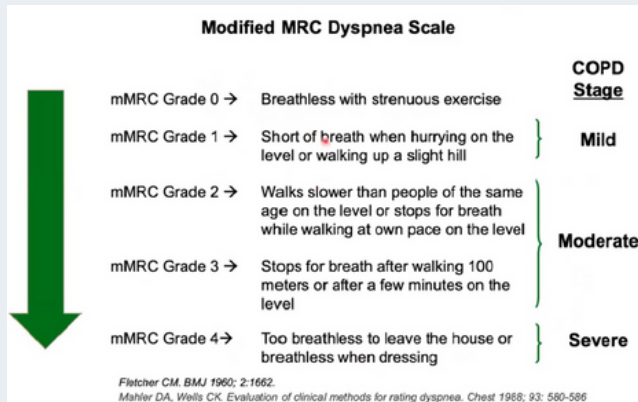 Modified MRC Dyspnea Scale
COPD
Stage
mMRC Grade 0 → Breathless with strenuous exercise
mMRC Grade 1 → Short of breath when hurrying on the
level or walking up a slight hill
Mild
mMRC Grade 2 → Walks slower than people of the same
age on the level or stops for breath
while walking at own pace on the level
Moderate
mMRC Grade 3 → Stops for breath after walking 100
meters or after a few minutes on the
level
mMRC Grade 4→ Too breathless to leave the house or
breathless when dressing
Severe
Fletcher CM. BMJ 1960; 2:1662.
Mahler DA, Wells CK. Evaluation of clinical methods for rating dyspnea. Chest 1988; 93: 580-586